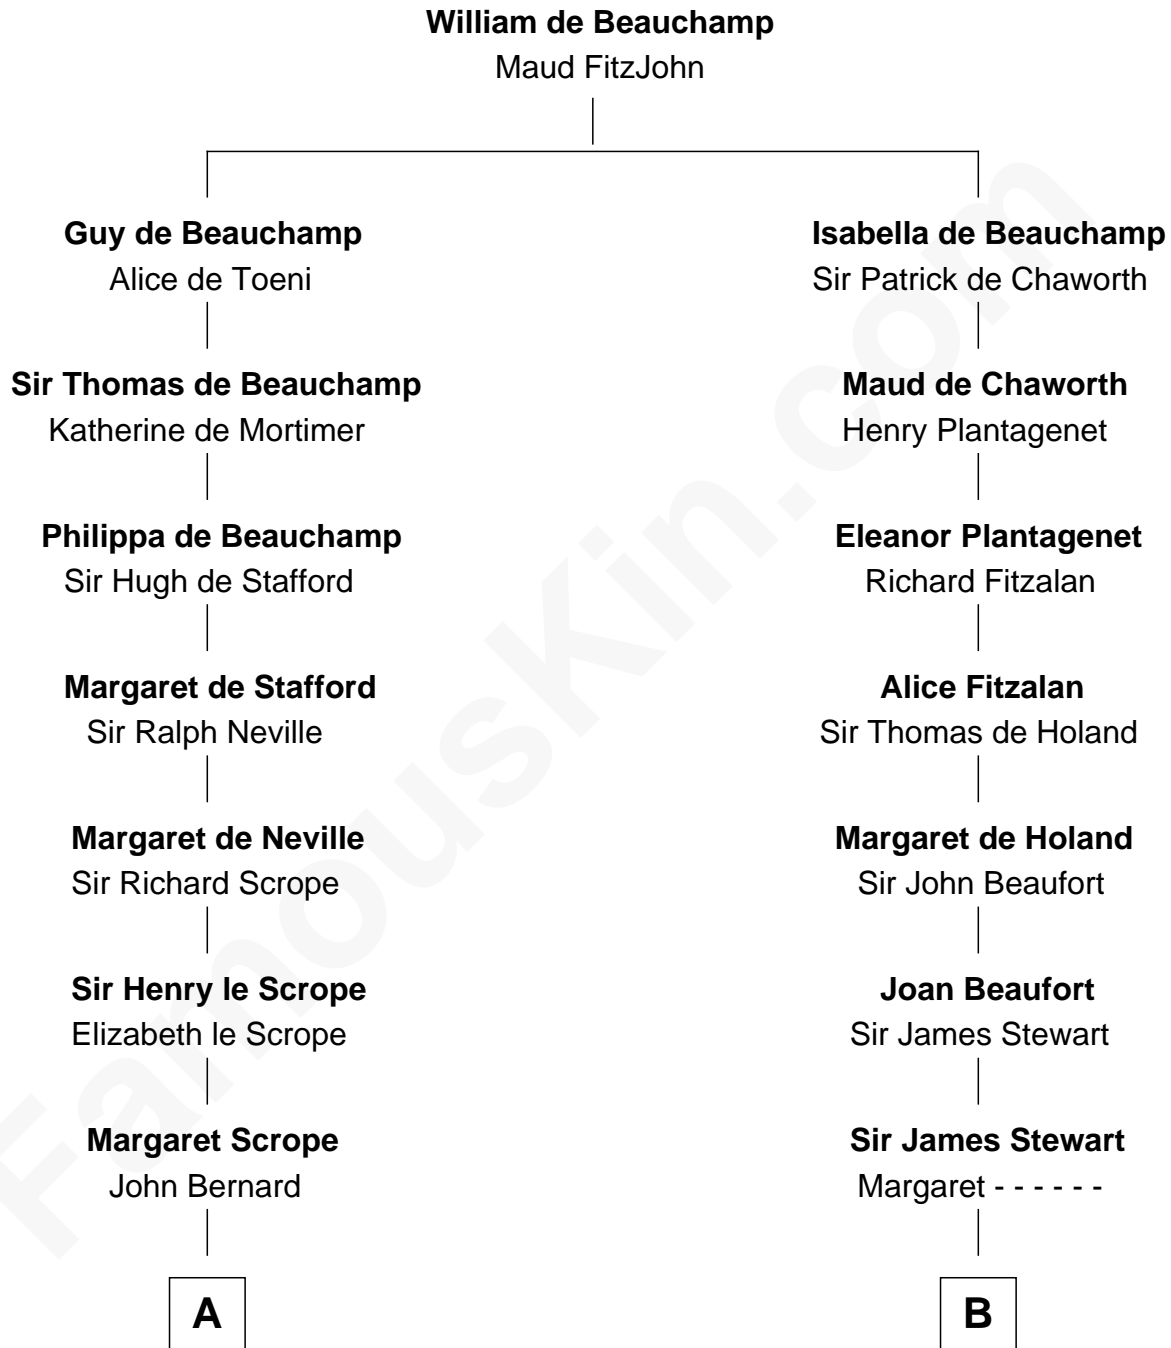 William de Beauchamp
Maud FitzJohn
Guy de Beauchamp
Alice de Toeni
Isabella de Beauchamp
Sir Patrick de Chaworth
Sir Thomas de Beauchamp
Katherine de Mortimer
Maud de Chaworth
Henry Plantagenet
Philippa de Beauchamp
Sir Hugh de Stafford
Eleanor Plantagenet
Richard Fitzalan
Margaret de Stafford
Sir Ralph Neville
Alice Fitzalan
Sir Thomas de Holand
Margaret de Neville
Sir Richard Scrope
Margaret de Holand
Sir John Beaufort
Sir Henry le Scrope
Elizabeth le Scrope
Joan Beaufort
Sir James Stewart
Margaret Scrope
John Bernard
Sir James Stewart
Margaret - - - - - -
A
B
FamousKin.com